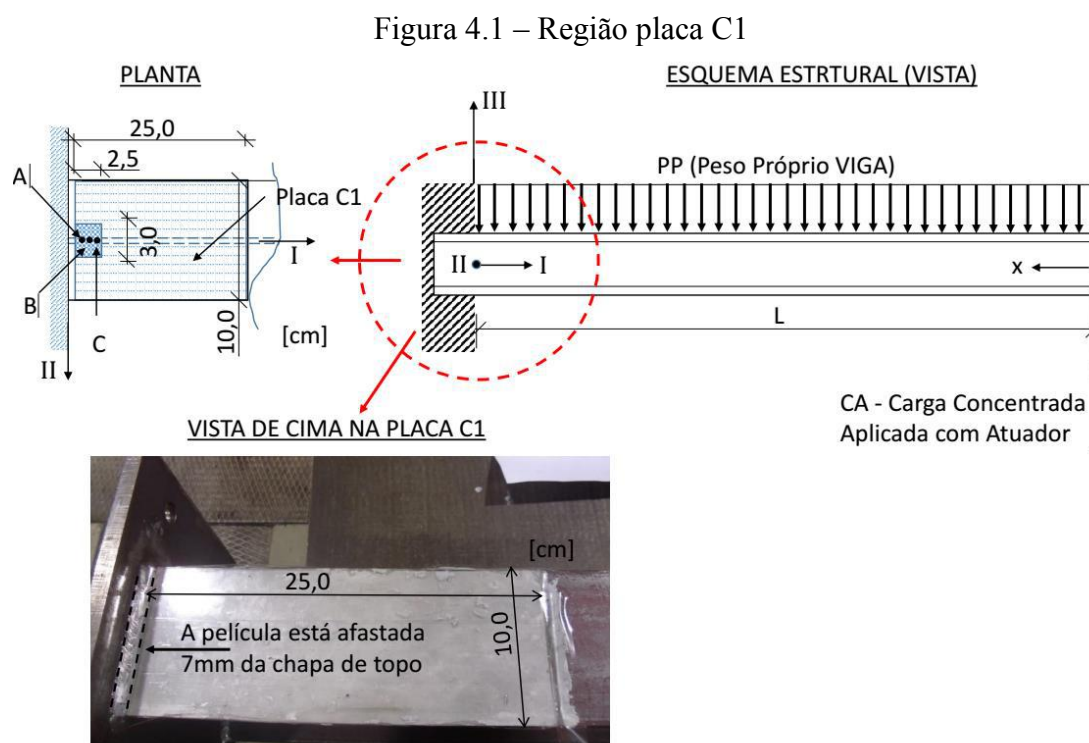 Figura 4.1 – Região placa C1
PLANTA
ESQUEMA ESTRTURAL (VISTA)
III
25,0
2,5
PP (Peso Próprio VIGA)
A
Placa C1
3,0
I
II
I
x
B
C
10,0
[cm]
L
II
CA - Carga Concentrada
Aplicada com Atuador
VISTA DE CIMA NA PLACA C1
[cm]
25,0
A película está afastada
7mm da chapa de topo
10,0